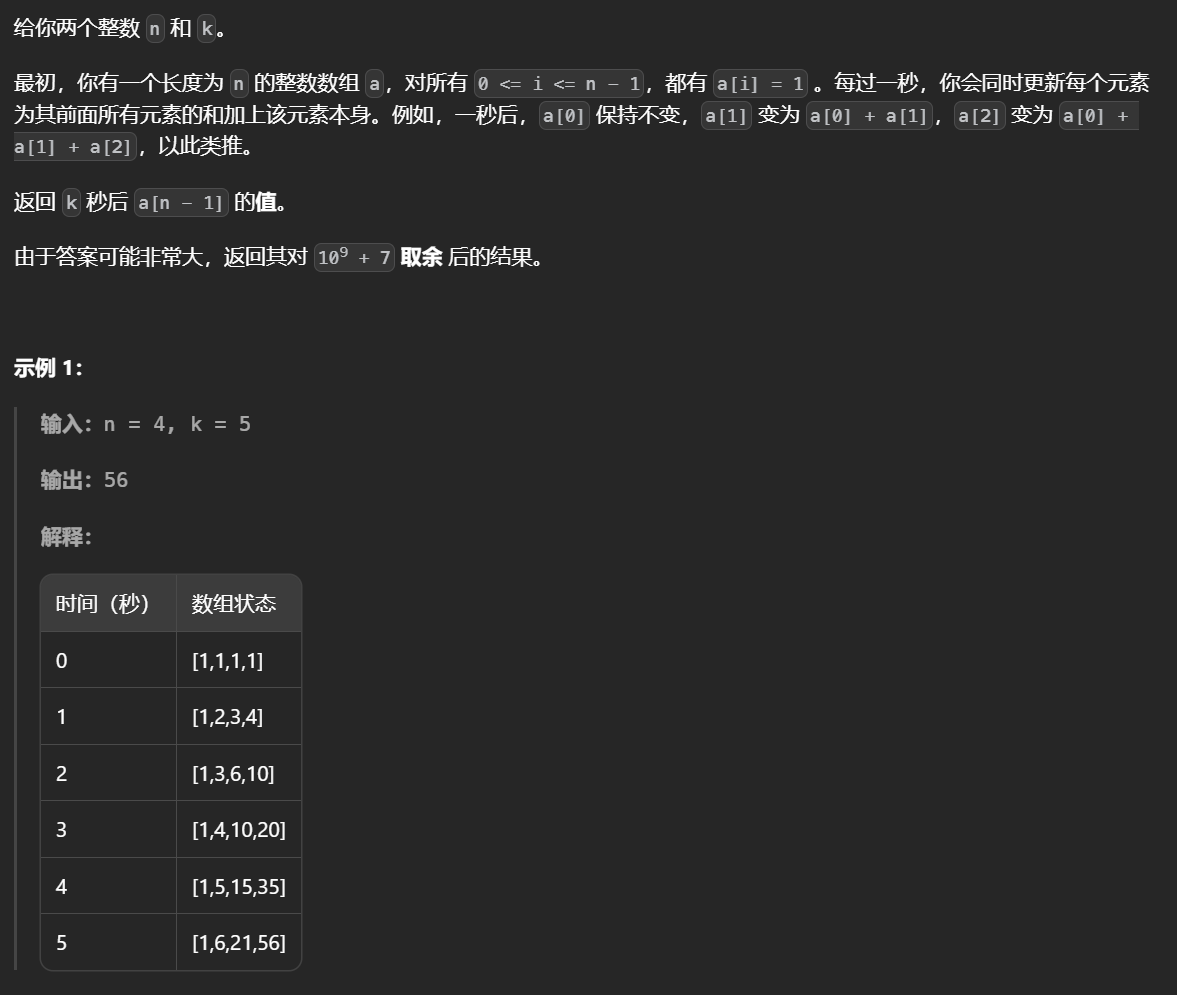 给你两个整数 n 和 k。
最初，你有一个长度为 n 的整数数组 a，对所有 0 <= i <= n - 1，都有 a[i] = 1 。每过一秒，你会同时更新每个元素
为其前面所有元素的和加上该元素本身。例如，一秒后，a[0] 保持不变，a[1] 变为 a[0] + a[1]，a[2] 变为 a[0] +
a[1] + a[2]，以此类推。
返回 k 秒后 a[n - 1] 的值。
由于答案可能非常大，返回其对 10⁹ + 7 取余 后的结果。
示例 1：
输入：n = 4, k = 5
输出：56
解释：
时间（秒） 数组状态
0 [1,1,1,1]
1 [1,2,3,4]
2 [1,3,6,10]
3 [1,4,10,20]
4 [1,5,15,35]
5 [1,6,21,56]